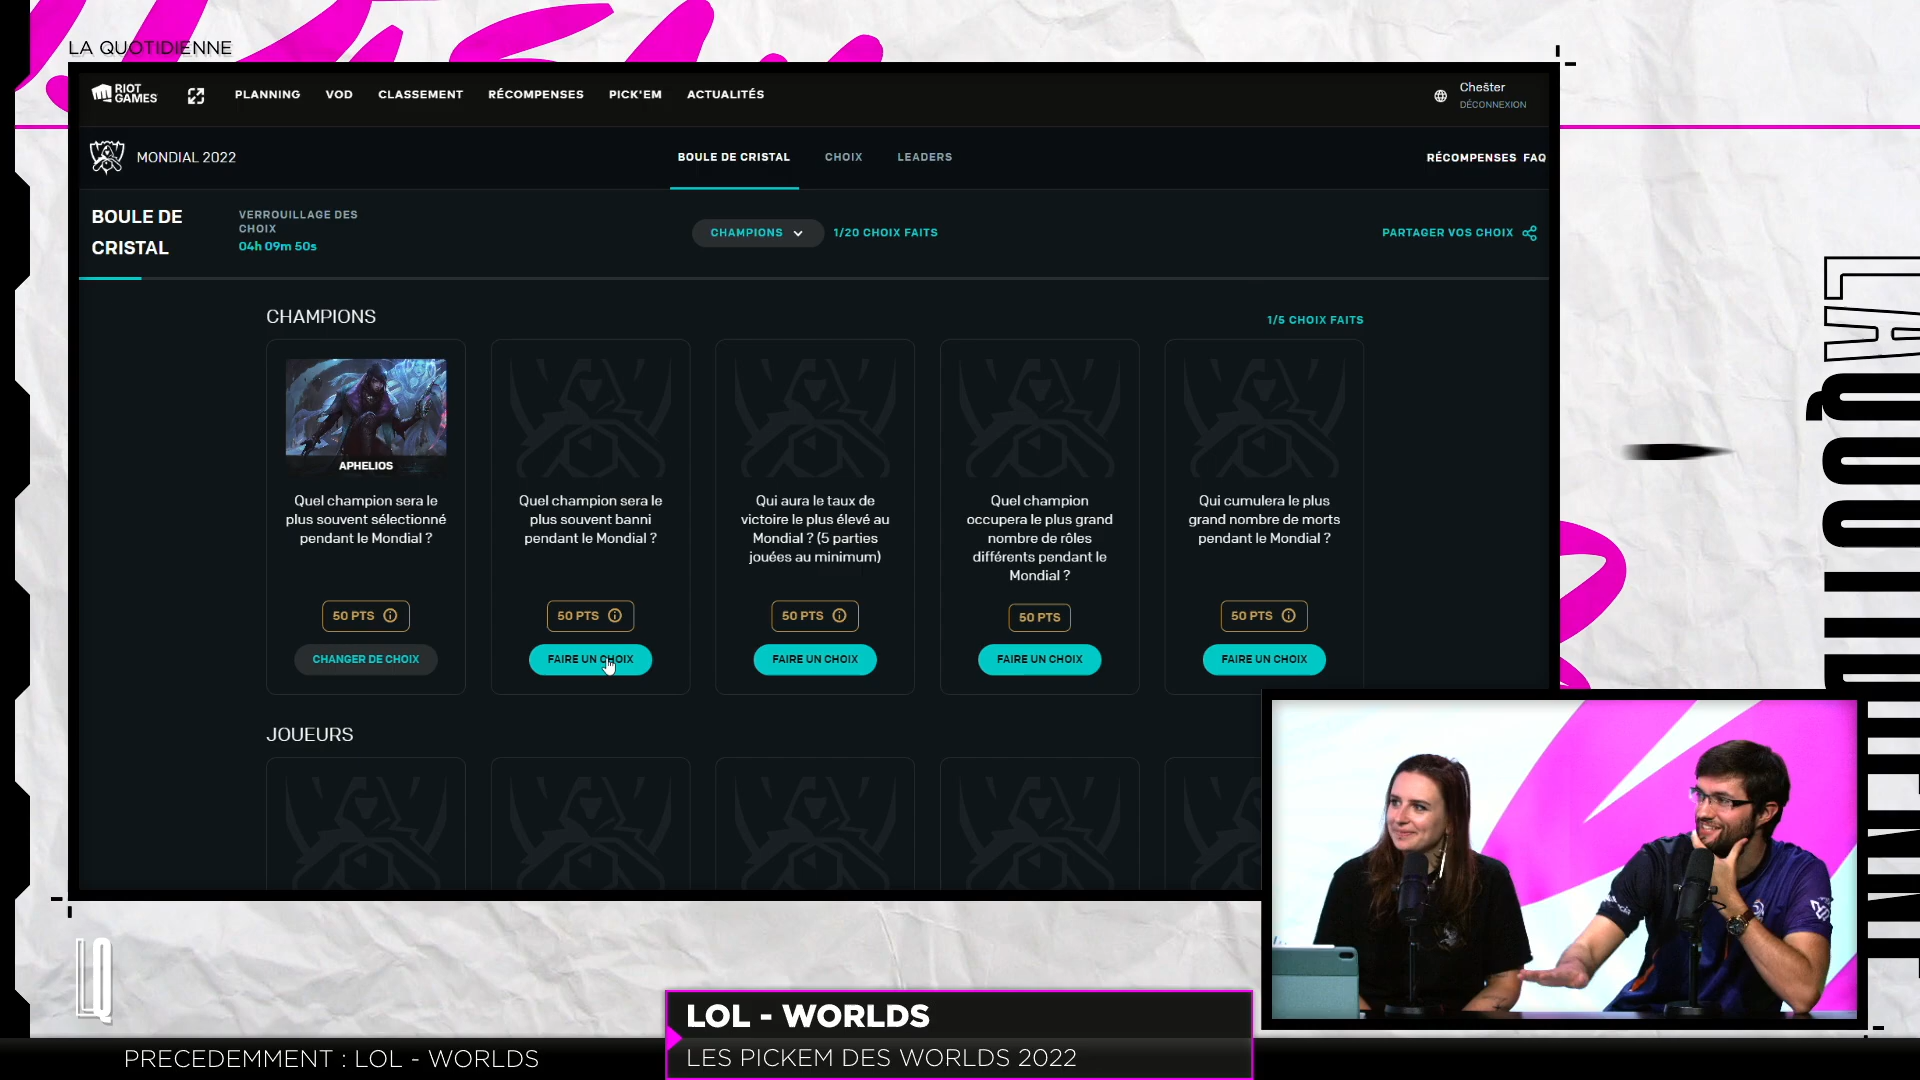 LA QUOTIDIENNE
RIOT GAMES
PLANNING VOD CLASSEMENT RÉCOMPENSES PICK'EM ACTUALITÉS
Chešter
DÉCONNEXION
MONDIAL 2022
BOULE DE CRISTAL CHOIX LEADERS
RÉCOMPENSES FAQ
BOULE DE
CRISTAL
VERROUILLAGE DES
CHOIX
04h 09m 50s
CHAMPIONS
1/20 CHOIX FAITS
PARTAGER VOS CHOIX
CHAMPIONS
1/5 CHOIX FAITS
APHELIOS
Quel champion sera le
plus souvent sélectionné
pendant le Mondial ?
50 PTS
CHANGER DE CHOIX
Quel champion sera le
plus souvent banni
pendant le Mondial ?
50 PTS
FAIRE UN CHOIX
Qui aura le taux de
victoire le plus élevé au
Mondial ? (5 parties
jouées au minimum)
50 PTS
FAIRE UN CHOIX
Quel champion
occupera le plus grand
nombre de rôles
différents pendant le
Mondial ?
50 PTS
FAIRE UN CHOIX
Qui cumulera le plus
grand nombre de morts
pendant le Mondial ?
50 PTS
FAIRE UN CHOIX
JOUEURS
LA QUOTIDIENNE
LQ
LOL - WORLDS
LES PICKEM DES WORLDS 2022
PRECEDEMMENT : LOL - WORLDS